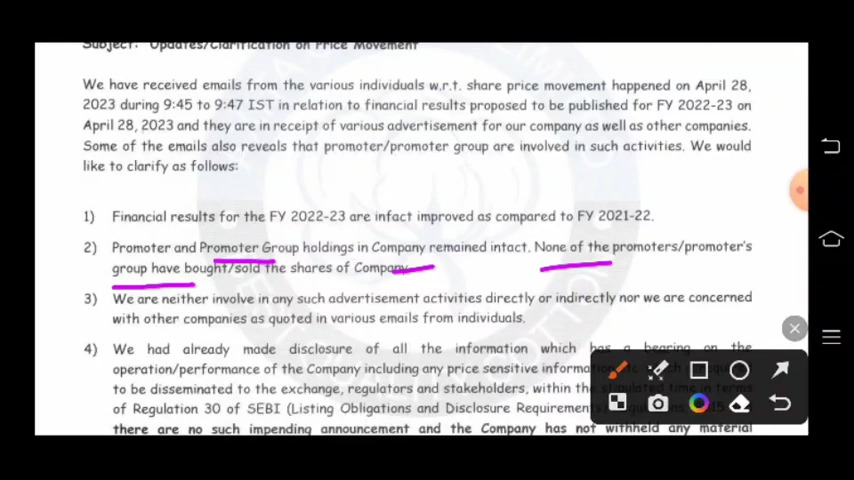 Subject: Updates/Clarification on Price Movement
We have received emails from the various individuals w.r.t. share price movement happened on April 28,
2023 during 9:45 to 9:47 IST in relation to financial results proposed to be published for FY 2022-23 on
April 28, 2023 and they are in receipt of various advertisement for our company as well as other companies.
Some of the emails also reveals that promoter/promoter group are involved in such activities. We would
like to clarify as follows:
1) Financial results for the FY 2022-23 are infact improved as compared to FY 2021-22.
2) Promoter and Promoter Group holdings in Company remained intact. None of the promoters/promoter's
group have bought/sold the shares of Company
3) We are neither involve in any such advertisement activities directly or indirectly nor we are concerned
with other companies as quoted in various emails from individuals.
4) We had already made disclosure of all the information which has a bearing on the
operation/performance of the Company including any price sensitive
to be disseminated to the exchange, regulators and stakeholders, within the stipulated time in terms
of Regulation 30 of SEBI (Listing Obligations and Disclosure Requirements)
there are no such impending announcement and the Company has not withheld any material